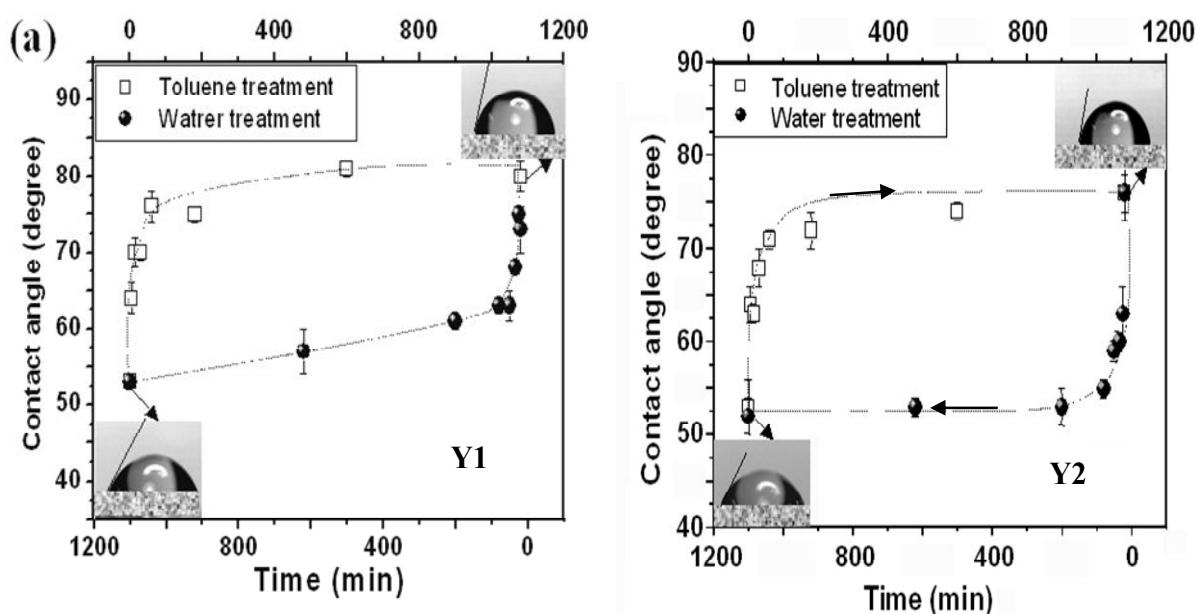 (a)
0 400 800 1200
Toluene treatment
Watrer treatment
Contact angle (degree)
90
80
70
60
50
40
Y1
1200 800 400 0
Time (min)
0 400 800 1200
Toluene treatment
Water treatment
Contact angle (degree)
90
80
70
60
50
40
Y2
1200 800 400 0
Time (min)